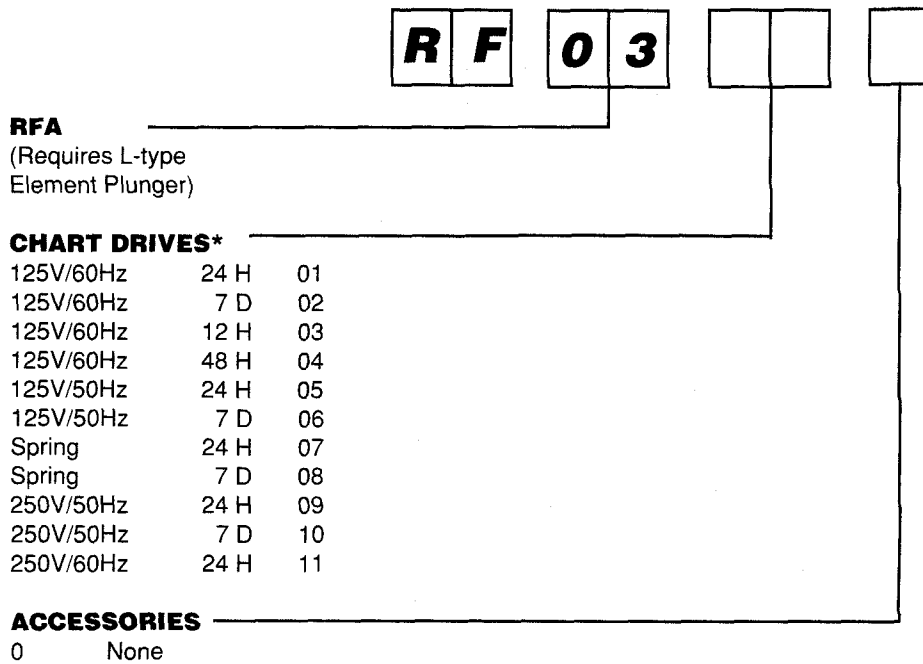 RF 03
RFA
(Requires L-type
Element Plunger)
CHART DRIVES*
125V/60Hz 24 H 01
125V/60Hz 7 D 02
125V/60Hz 12 H 03
125V/60Hz 48 H 04
125V/50Hz 24 H 05
125V/50Hz 7 D 06
Spring 24 H 07
Spring 7 D 08
250V/50Hz 24 H 09
250V/50Hz 7 D 10
250V/60Hz 24 H 11
ACCESSORIES
0 None